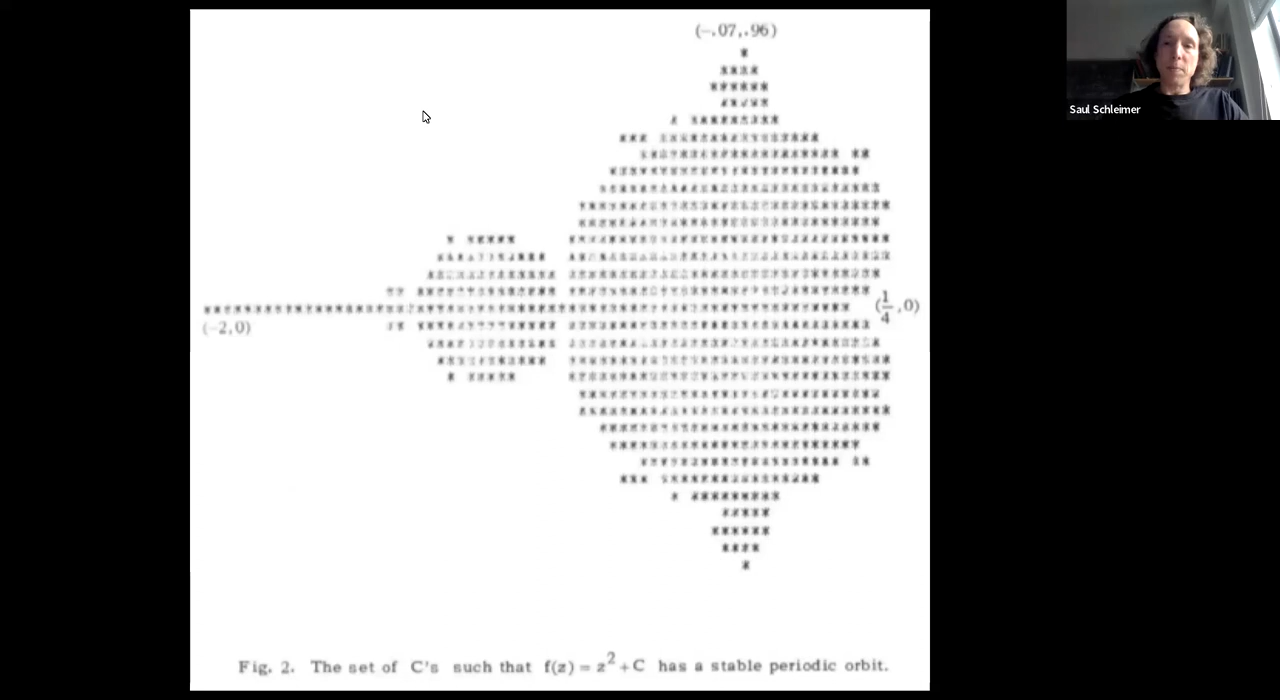 (-.07,.96)
Saul Schleimer
(1/4,0)
(-2,0)
Fig. 2. The set of C's such that f(z) = z² + C has a stable periodic orbit.